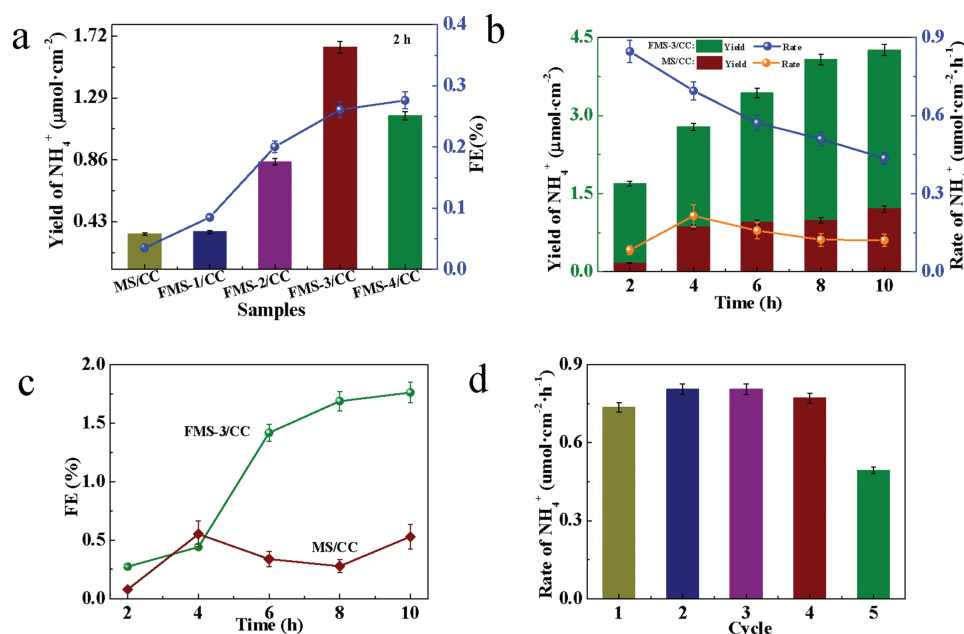 a
2 h
1.72
1.29
0.86
0.43
0.4
0.3
0.2
0.1
0.0
Yield of NH₄⁺ (µmol·cm⁻²)
FE(%)
MS/CC
FMS-1/CC
FMS-2/CC
FMS-3/CC
FMS-4/CC
Samples
b
FMS-3/CC: Yield Rate
MS/CC: Yield Rate
4.5
3.0
1.5
0.0
0.9
0.6
0.3
0.0
Yield of NH₄⁺ (µmol·cm⁻²)
Rate of NH₄⁺ (umol·cm⁻²·h⁻¹)
2 4 6 8 10
Time (h)
c
2.0
1.5
1.0
0.5
0.0
FE (%)
FMS-3/CC
MS/CC
2 4 6 8 10
Time (h)
d
0.9
0.6
0.3
0.0
Rate of NH₄⁺ (umol·cm⁻²·h⁻¹)
1 2 3 4 5
Cycle